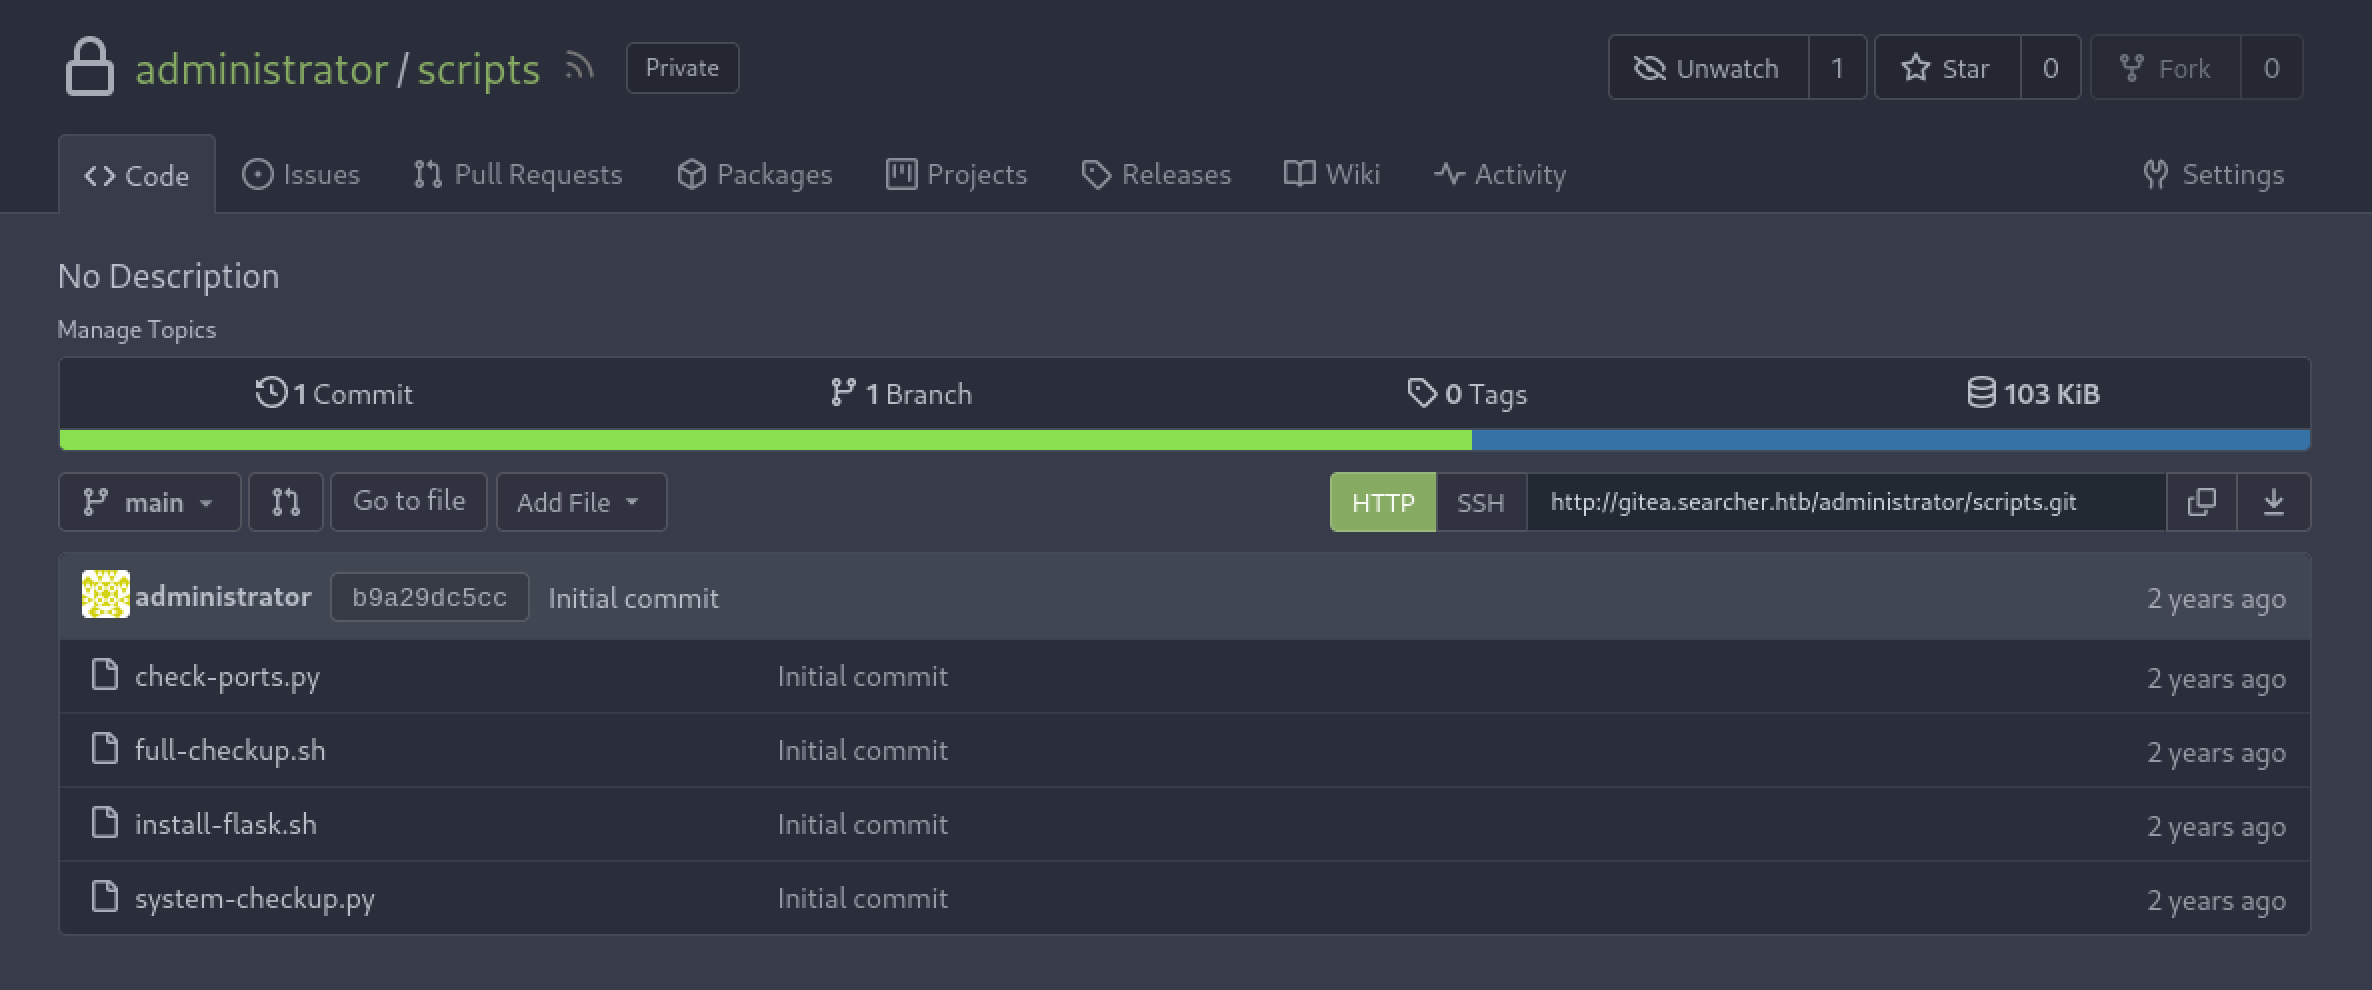 administrator / scripts Private Unwatch 1 Star 0 Fork 0
Code Issues Pull Requests Packages Projects Releases Wiki Activity Settings
No Description
Manage Topics
1 Commit 1 Branch 0 Tags 103 KiB
main Go to file Add File HTTP SSH http://gitea.searcher.htb/administrator/scripts.git
administrator b9a29dc5cc Initial commit 2 years ago
check-ports.py Initial commit 2 years ago
full-checkup.sh Initial commit 2 years ago
install-flask.sh Initial commit 2 years ago
system-checkup.py Initial commit 2 years ago